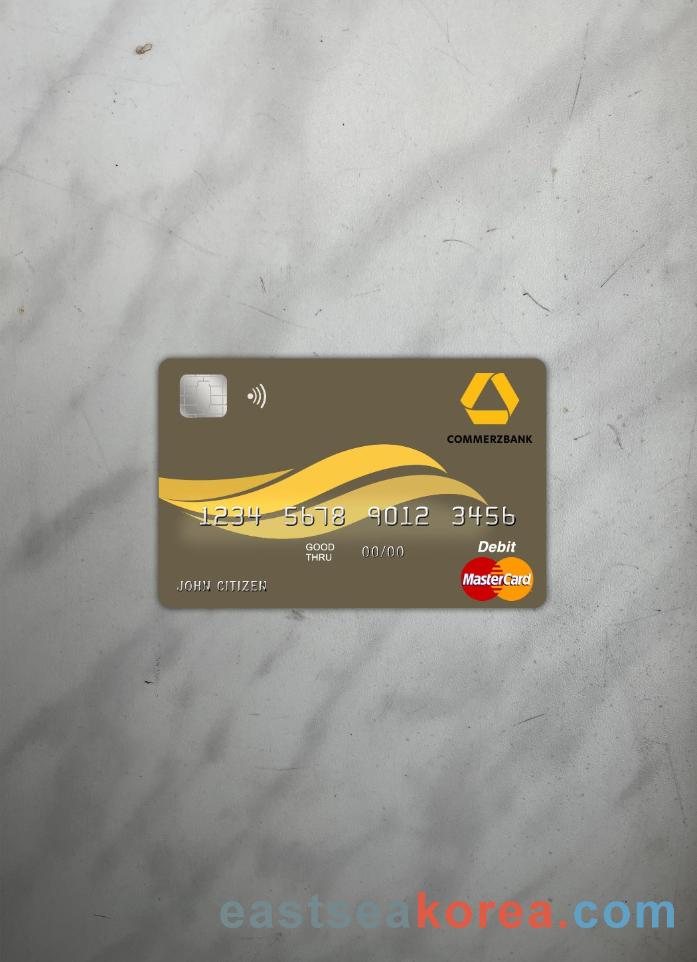 COMMERZBANK
1234 5678 9012 3456
GOOD
THRU 00/00
Debit
MasterCard
JOHN CITIZEN
eastseakorea.com